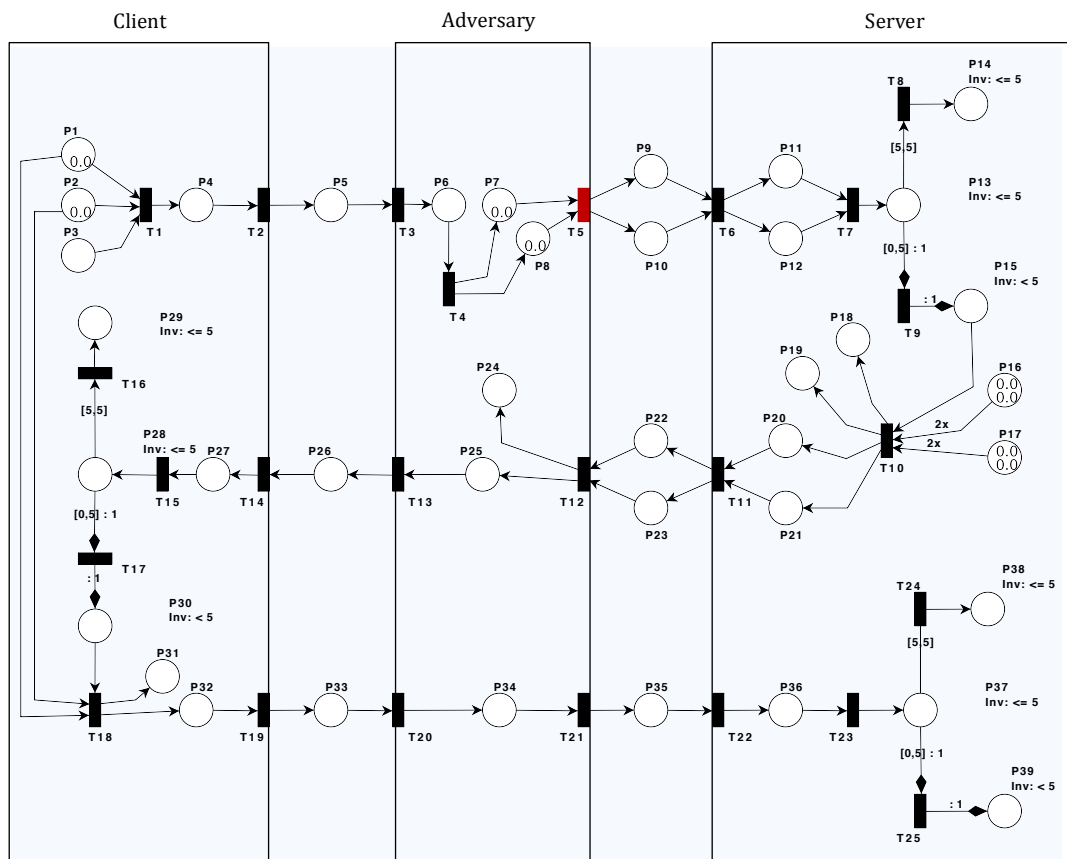 Client
Adversary
Server
P14
Inv: <= 5
T8
P1
0.0
P2
0.0
P3
T1
P4
T2
P5
T3
P6
T4
P7
0.0
P8
0.0
T5
P9
P10
T6
P11
P12
T7
[5,5]
P13
Inv: <= 5
[0,5] : 1
T9
: 1
P15
Inv: < 5
P16
0.0
0.0
2x
P17
0.0
0.0
2x
P18
P19
T10
P20
P21
T11
P22
P23
T12
P24
P25
T13
P26
T14
P27
T15
P28
Inv: <= 5
P29
Inv: <= 5
T16
[5,5]
[0,5] : 1
T17
: 1
P30
Inv: < 5
P31
T18
P32
T19
P33
T20
P34
T21
P35
T22
P36
T23
T24
P38
Inv: <= 5
[5,5]
P37
Inv: <= 5
[0,5] : 1
T25
: 1
P39
Inv: < 5